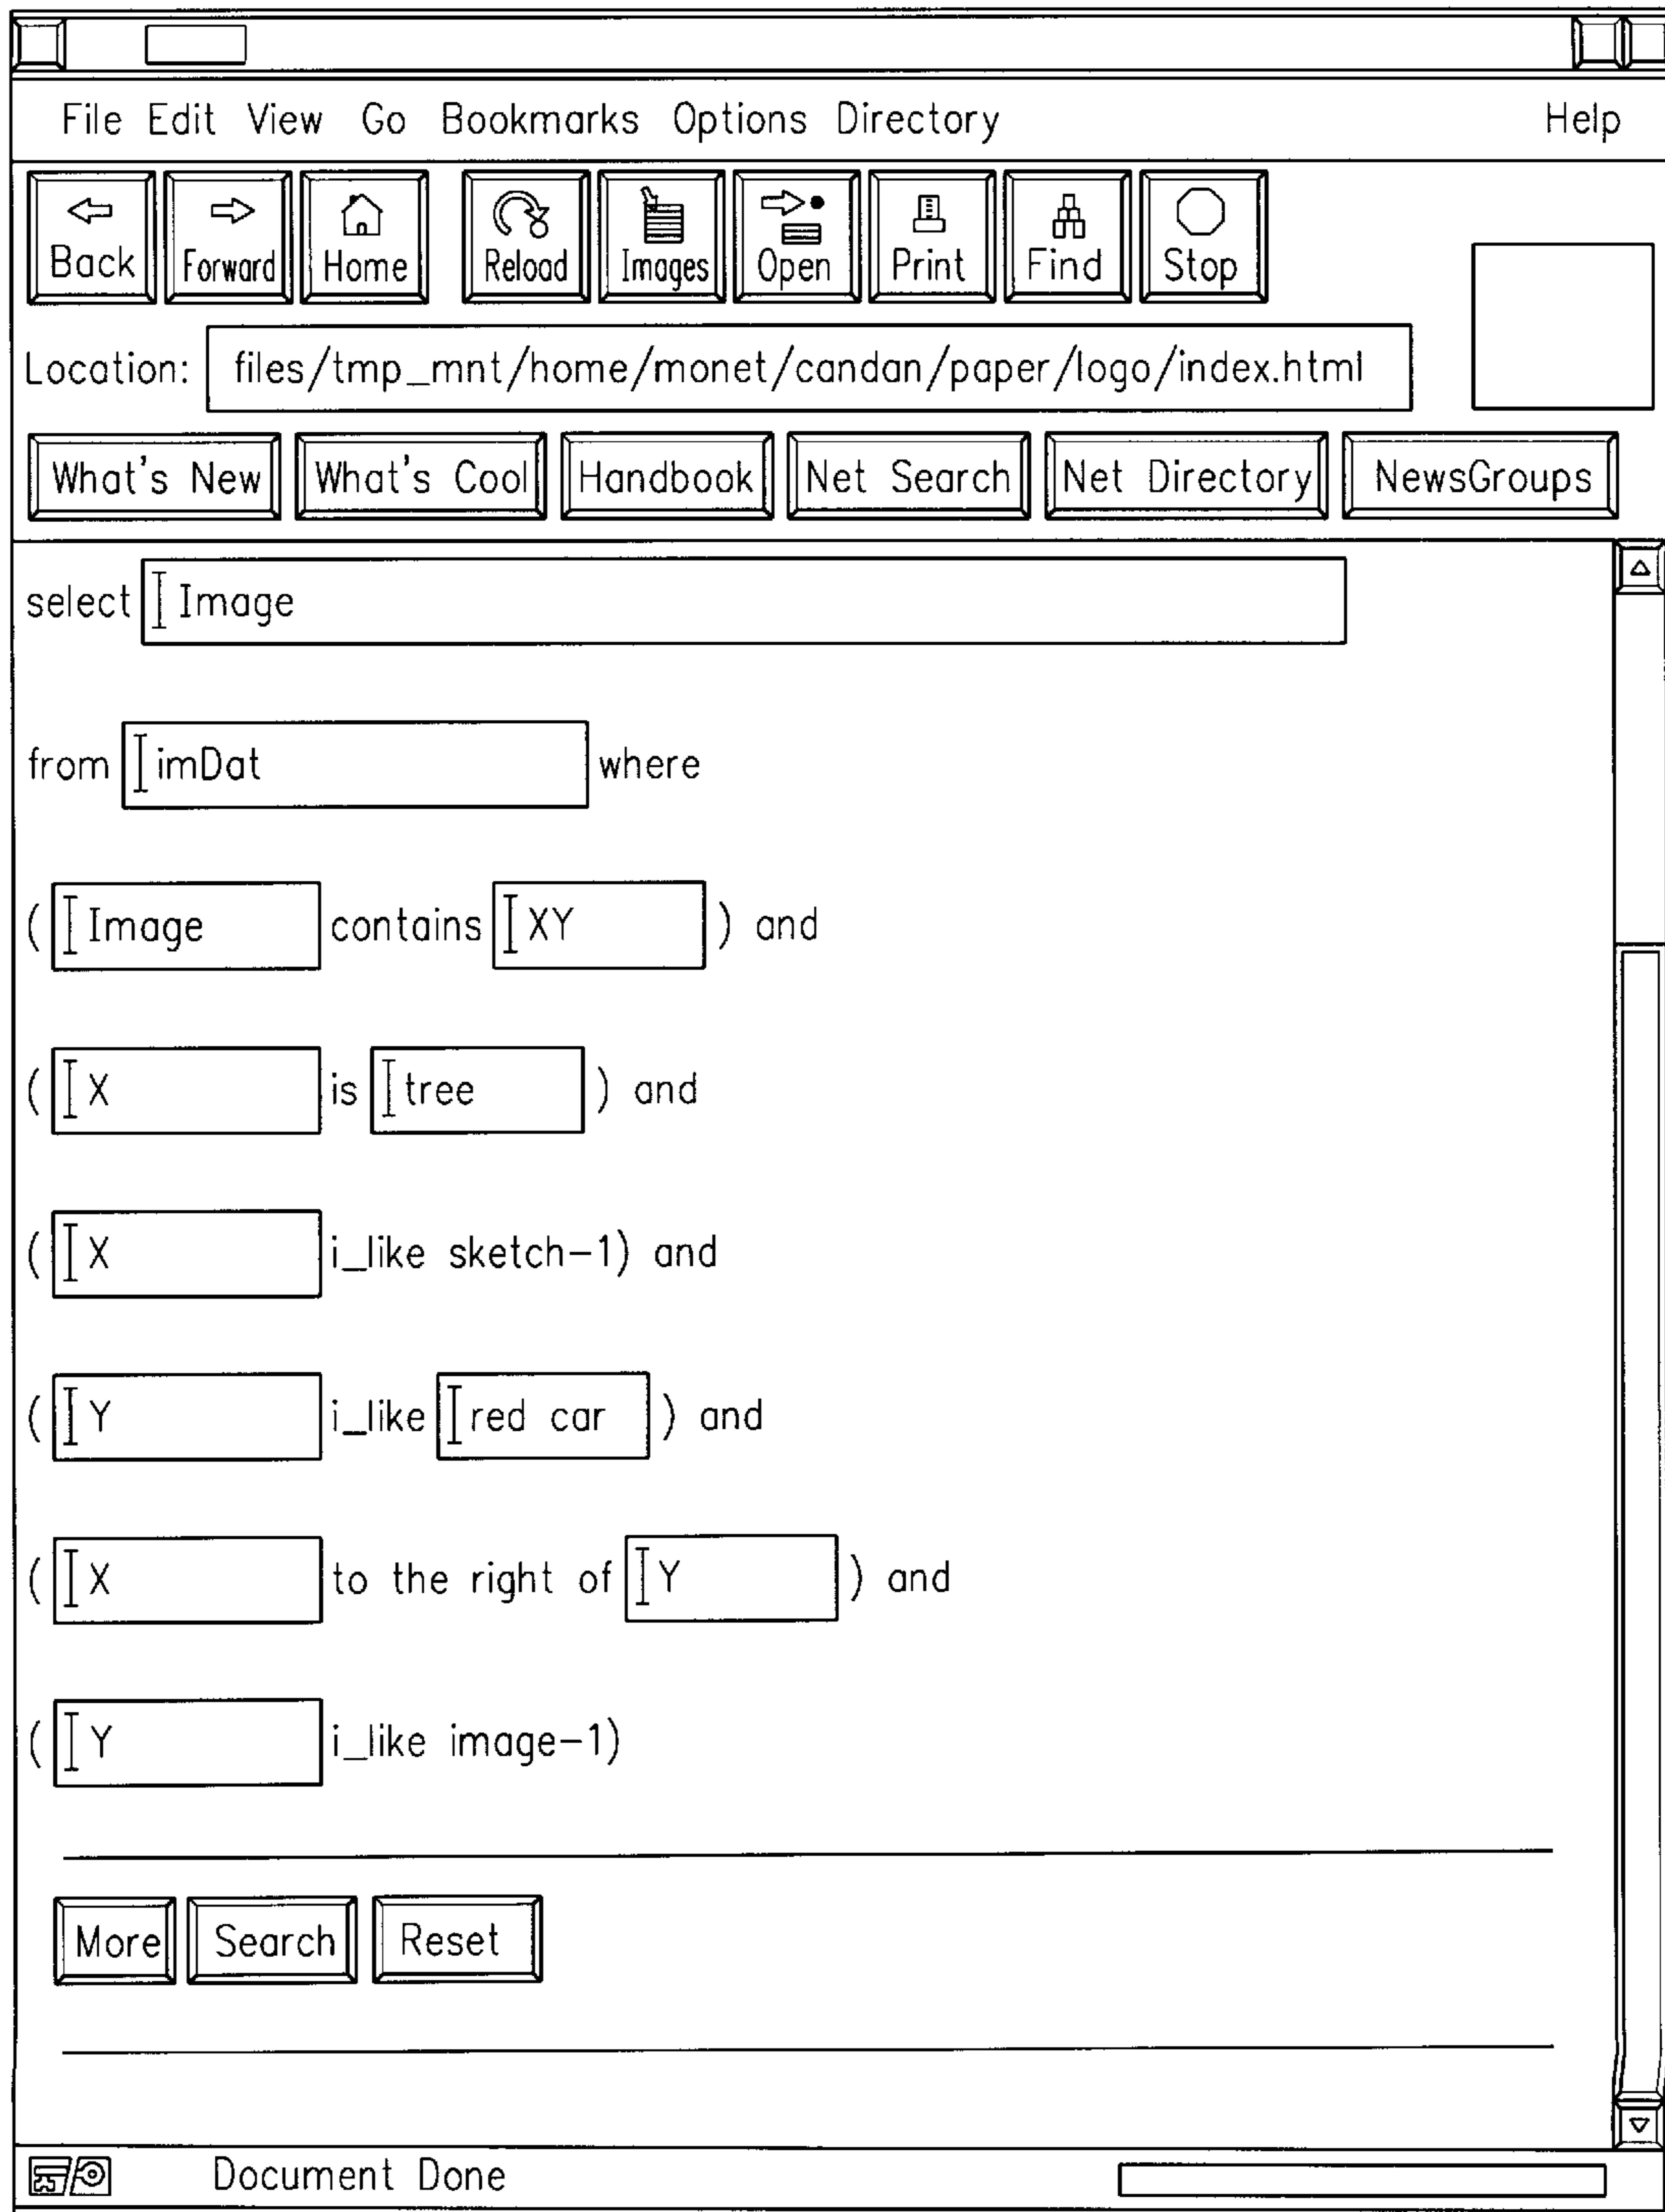 File Edit View Go Bookmarks Options Directory Help
Back Forward Home Reload Images Open Print Find Stop
Location: files/tmp_mnt/home/monet/candan/paper/logo/index.html
What's New What's Cool Handbook Net Search Net Directory NewsGroups
select Image
from imDat where
( Image contains XY ) and
( X is tree ) and
( X i_like sketch-1) and
( Y i_like red car ) and
( X to the right of Y ) and
( Y i_like image-1)
More Search Reset
Document Done